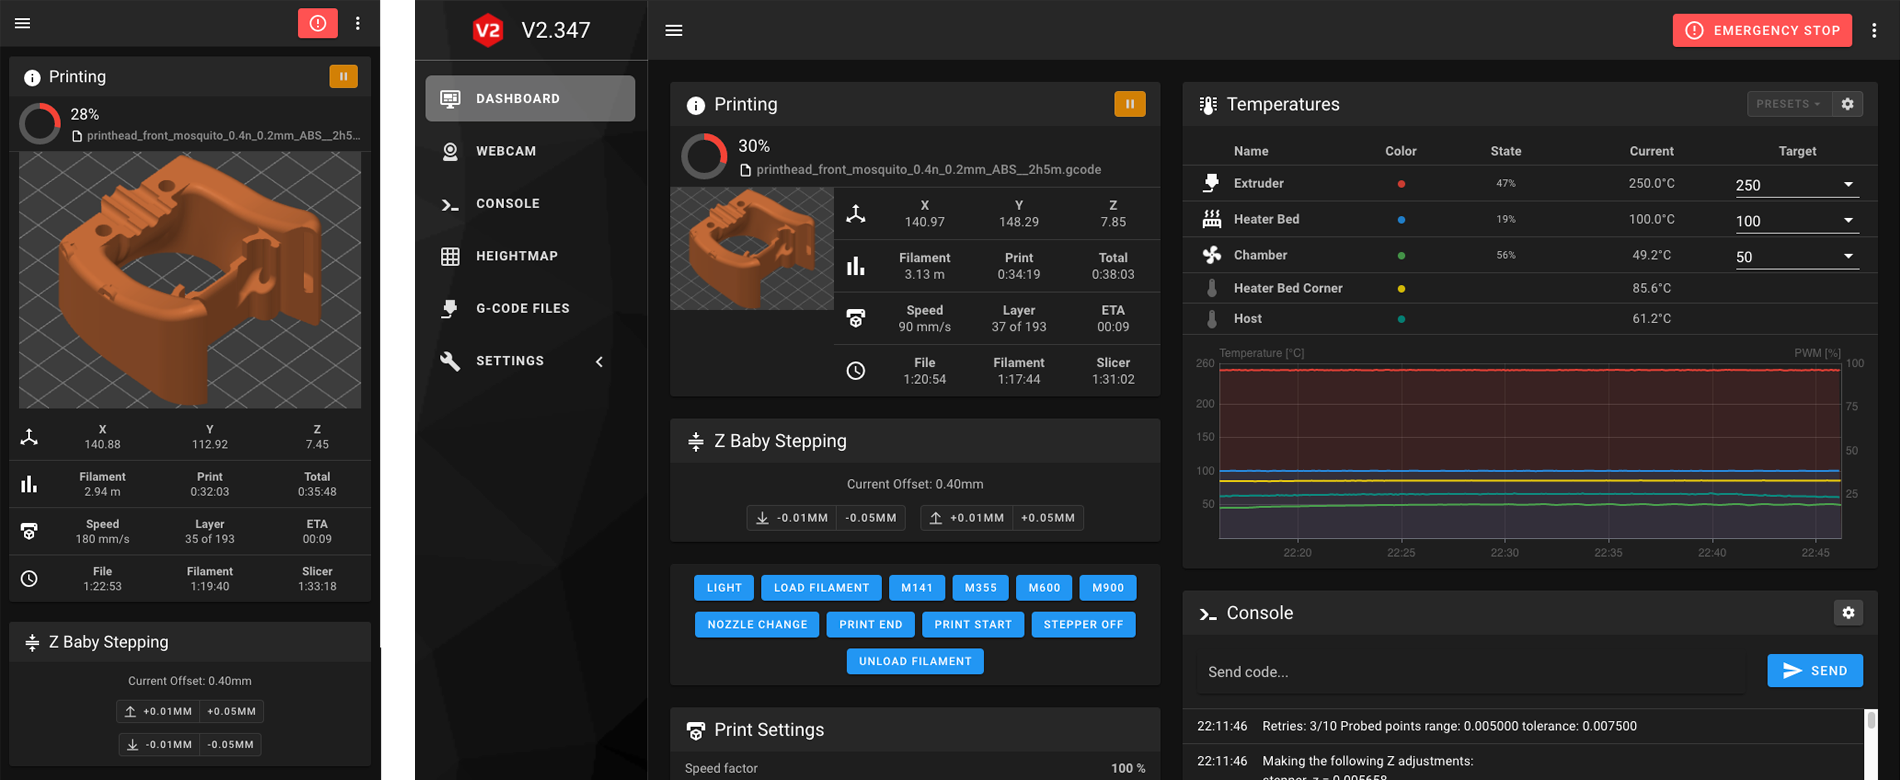 Printing
28%
printhead_front_mosquito_0.4n_0.2mm_ABS__2h5...
X Y Z
140.88 112.92 7.45
Filament Print Total
2.94 m 0:32:03 0:35:48
Speed Layer ETA
180 mm/s 35 of 193 00:09
File Filament Slicer
1:22:53 1:19:40 1:33:18
Z Baby Stepping
Current Offset: 0.40mm
+0.01MM +0.05MM
-0.01MM -0.05MM
V2 V2.347
DASHBOARD
WEBCAM
CONSOLE
HEIGHTMAP
G-CODE FILES
SETTINGS
EMERGENCY STOP
Printing
30%
printhead_front_mosquito_0.4n_0.2mm_ABS__2h5m.gcode
X Y Z
140.97 148.29 7.85
Filament Print Total
3.13 m 0:34:19 0:38:03
Speed Layer ETA
90 mm/s 37 of 193 00:09
File Filament Slicer
1:20:54 1:17:44 1:31:02
Z Baby Stepping
Current Offset: 0.40mm
-0.01MM -0.05MM +0.01MM +0.05MM
LIGHT LOAD FILAMENT M141 M355 M600 M900
NOZZLE CHANGE PRINT END PRINT START STEPPER OFF
UNLOAD FILAMENT
Print Settings
Speed factor 100 %
Temperatures PRESETS
Name Color State Current Target
Extruder 47% 250.0°C 250
Heater Bed 19% 100.0°C 100
Chamber 56% 49.2°C 50
Heater Bed Corner 85.6°C
Host 61.2°C
Temperature [°C] PWM [%]
260 100
200 75
150
100 50
50 25
22:20 22:25 22:30 22:35 22:40 22:45
Console
Send code... SEND
22:11:46 Retries: 3/10 Probed points range: 0.005000 tolerance: 0.007500
22:11:46 Making the following Z adjustments:
stepper_z = 0.005658